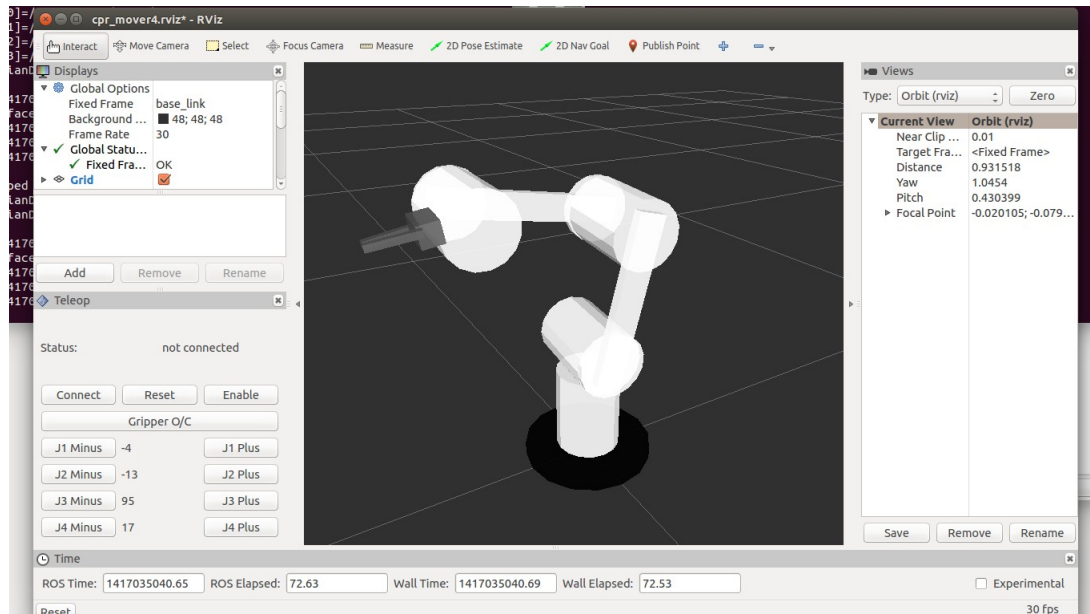 cpr_mover4.rviz* - RViz
Interact Move Camera Select Focus Camera Measure 2D Pose Estimate 2D Nav Goal Publish Point
Displays
Global Options
Fixed Frame base_link
Background ... 48; 48; 48
Frame Rate 30
Global Statu...
Fixed Fra... OK
Grid
Add Remove Rename
Teleop
Status: not connected
Connect Reset Enable
Gripper O/C
J1 Minus -4 J1 Plus
J2 Minus -13 J2 Plus
J3 Minus 95 J3 Plus
J4 Minus 17 J4 Plus
Views
Type: Orbit (rviz) Zero
Current View Orbit (rviz)
Near Clip ... 0.01
Target Fra... <Fixed Frame>
Distance 0.931518
Yaw 1.0454
Pitch 0.430399
Focal Point -0.020105; -0.079...
Save Remove Rename
Time
ROS Time: 1417035040.65 ROS Elapsed: 72.63 Wall Time: 1417035040.69 Wall Elapsed: 72.53 Experimental
Reset 30 fps